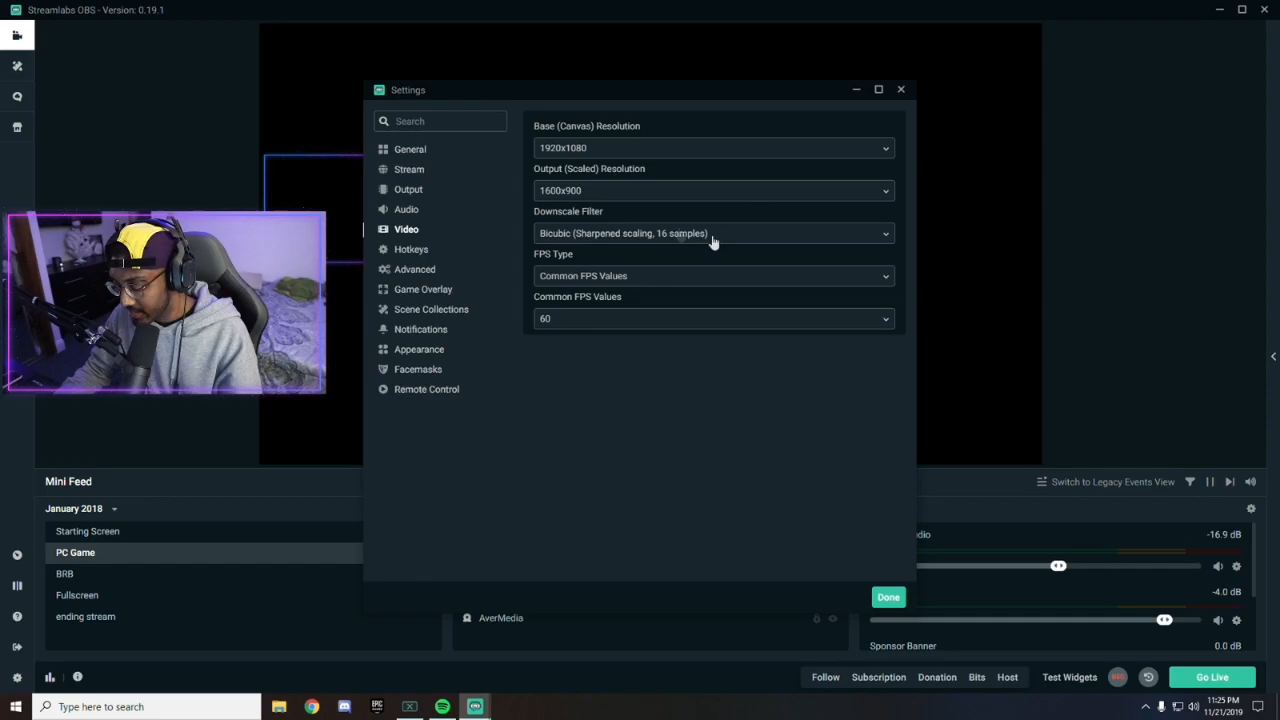 Streamlabs OBS - Version: 0.19.1
Settings
Search
General
Stream
Output
Audio
Video
Hotkeys
Advanced
Game Overlay
Scene Collections
Notifications
Appearance
Facemasks
Remote Control
Base (Canvas) Resolution
1920x1080
Output (Scaled) Resolution
1600x900
Downscale Filter
Bicubic (Sharpened scaling, 16 samples)
FPS Type
Common FPS Values
Common FPS Values
60
Done
Mini Feed
Switch to Legacy Events View
January 2018
Starting Screen
PC Game
BRB
Fullscreen
ending stream
AverMedia
dio
-16.9 dB
-4.0 dB
Sponsor Banner
0.0 dB
Follow
Subscription
Donation
Bits
Host
Test Widgets
REC
Go Live
Type here to search
EPIC
11:25 PM
11/21/2019